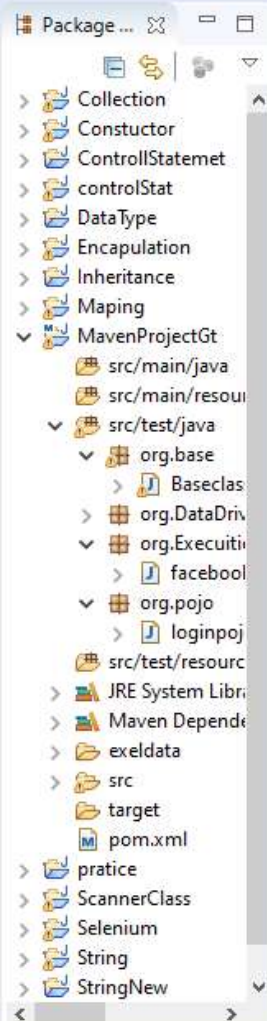 Package ...
Collection
Constuctor
ControllStatemet
controlStat
DataType
Encapulation
Inheritance
Maping
MavenProjectGt
src/main/java
src/main/resour
src/test/java
org.base
Baseclas
org.DataDriv
org.Execuiti
facebool
org.pojo
loginpoj
src/test/resourc
JRE System Libra
Maven Depende
exeldata
src
target
pom.xml
pratice
ScannerClass
Selenium
String
StringNew